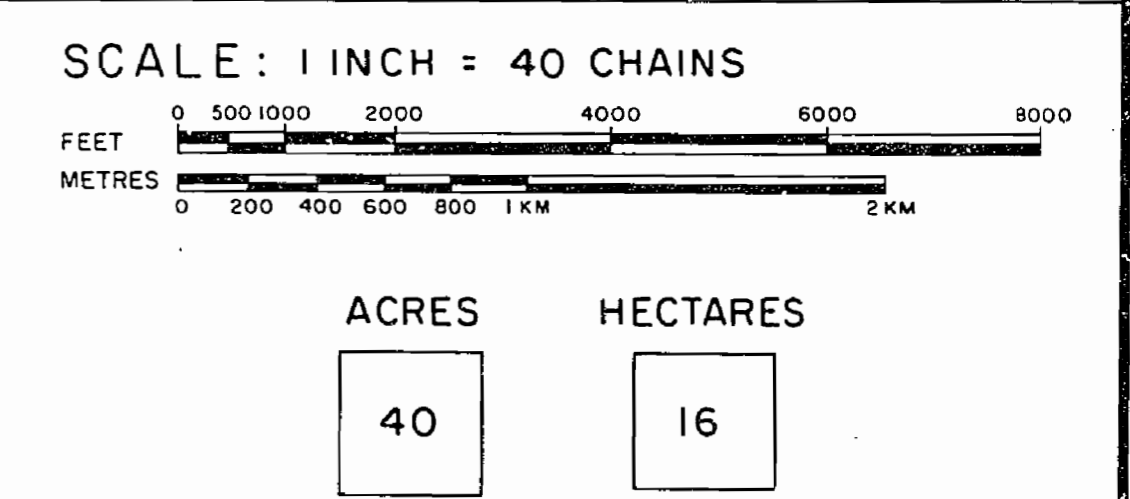 SCALE: 1 INCH = 40 CHAINS
0 500 1000 2000 4000 6000 8000
FEET
METRES
0 200 400 600 800 1 KM 2 KM
ACRES HECTARES
40 16